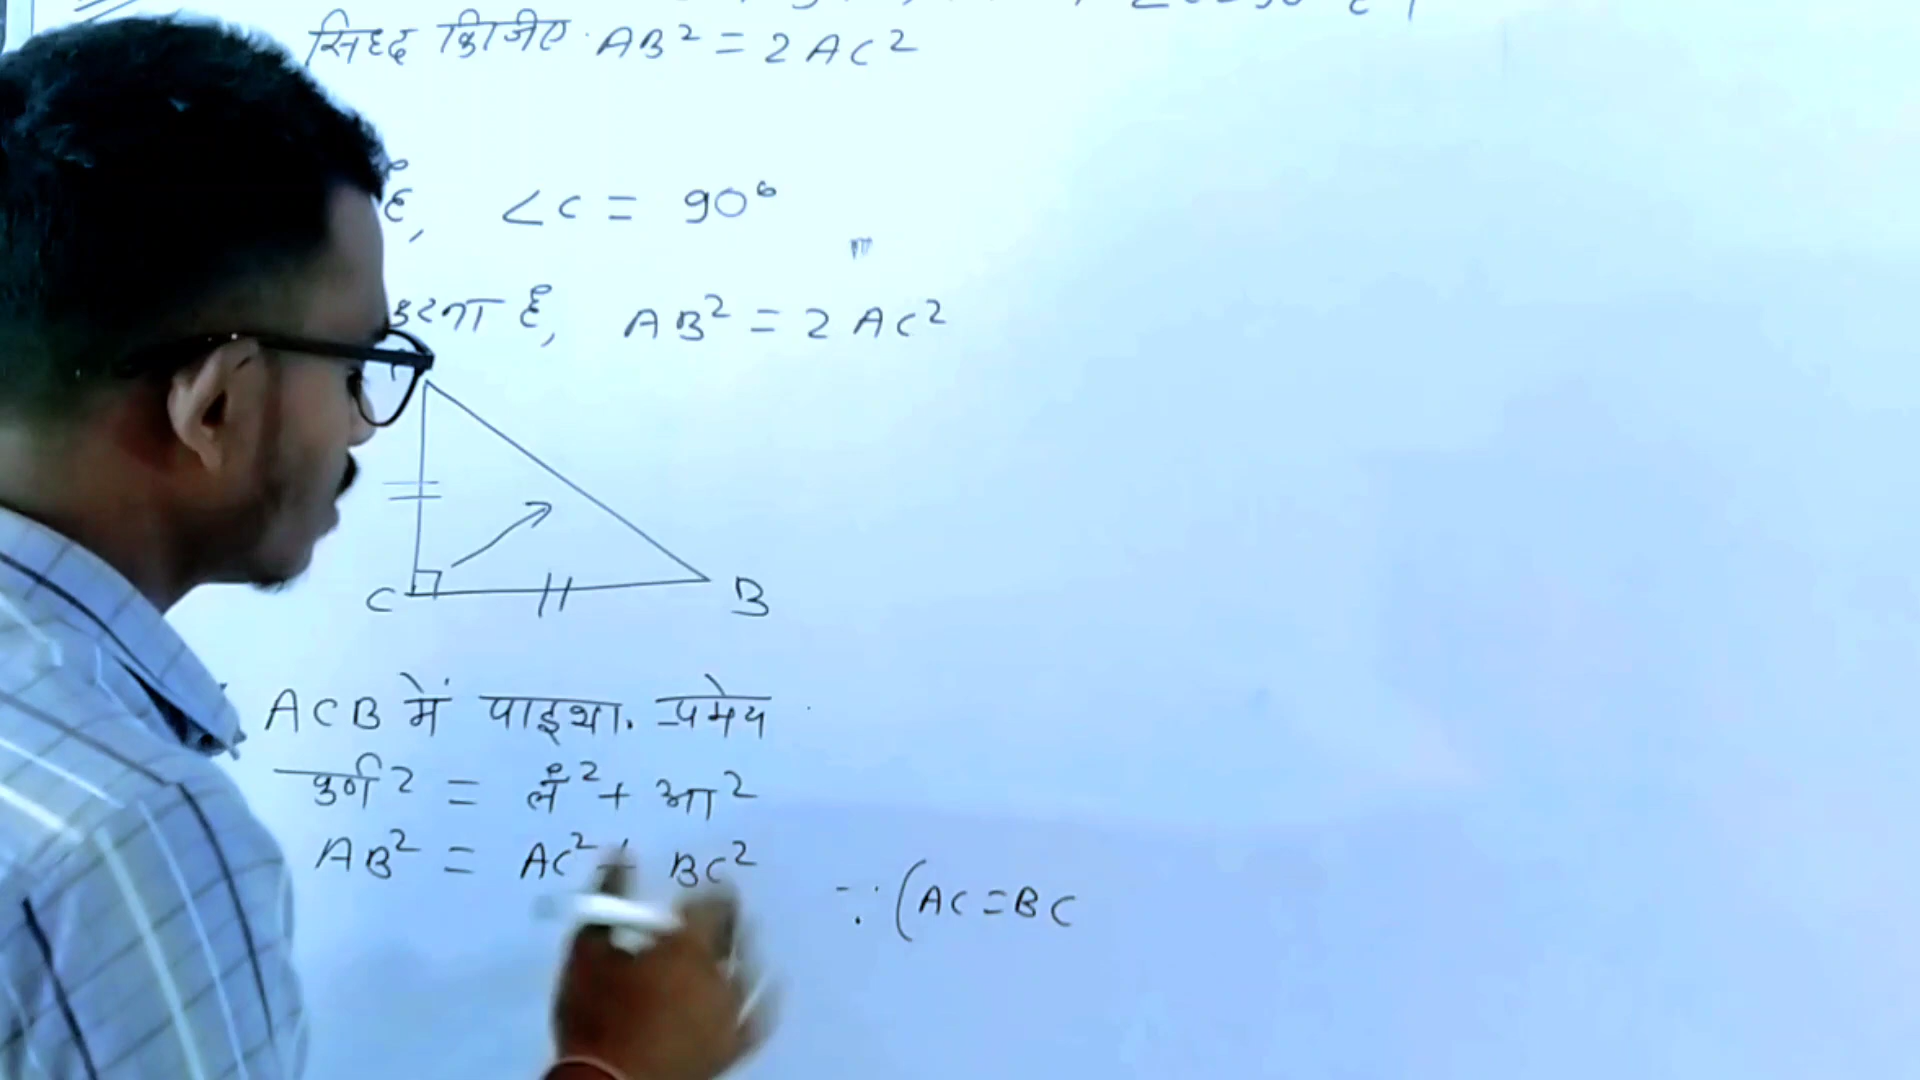 सिध्द कीजिए. AB² = 2AC²
है, ∠C = 90°
करना है, AB² = 2AC²
C B
ACB में पाइथा. प्रमेय
कर्ण² = लं² + आ²
AB² = AC² + BC² ∵ (AC = BC